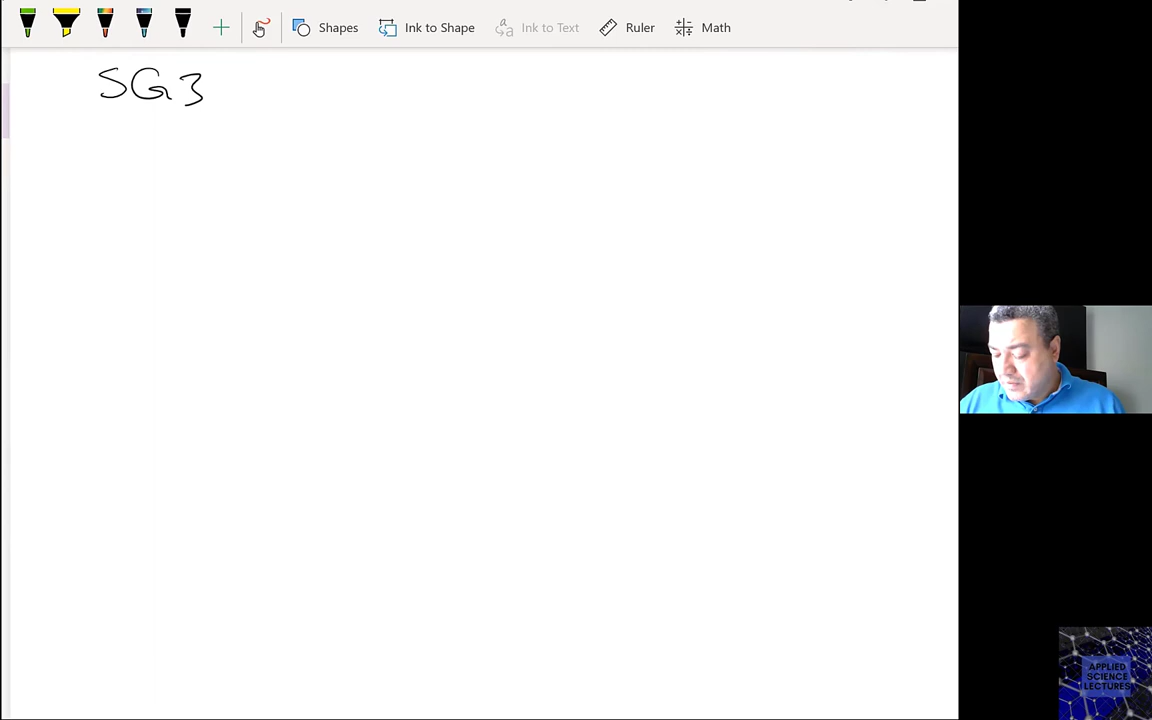 Shapes Ink to Shape Ink to Text Ruler Math
SG3
APPLIED
SCIENCE
LECTURES